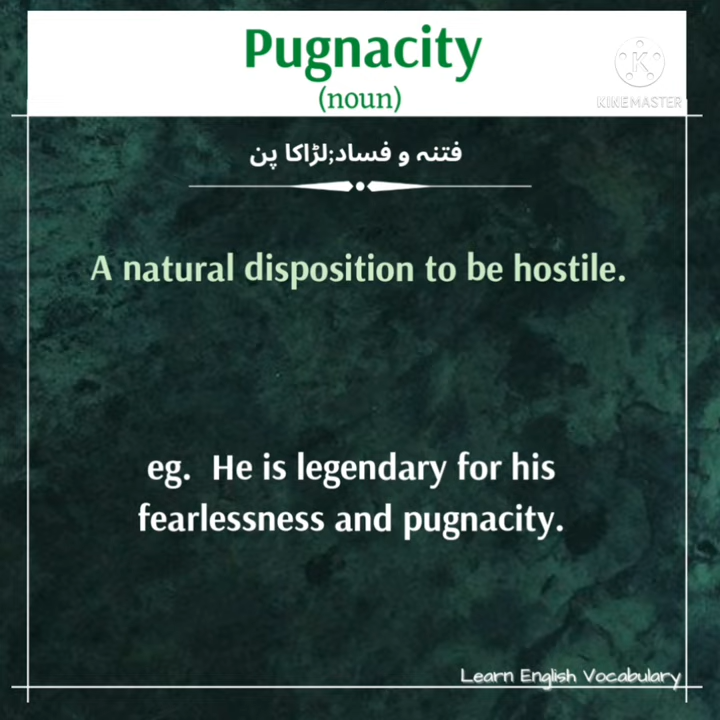 Pugnacity
(noun)
KINEMASTER
فتنہ و فساد;لڑاکا پن
A natural disposition to be hostile.
eg. He is legendary for his
fearlessness and pugnacity.
Learn English Vocabulary